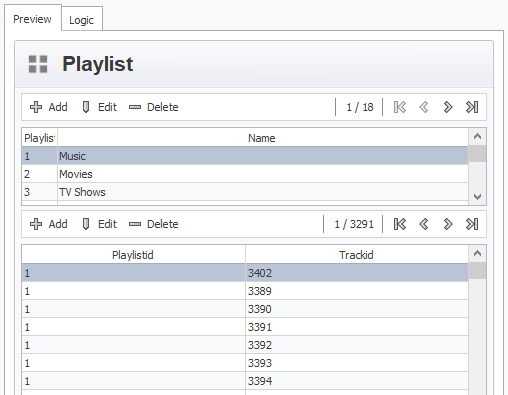 Preview Logic
Playlist
Add Edit Delete 1 / 18
Playlist Name
1 Music
2 Movies
3 TV Shows
Add Edit Delete 1 / 3291
Playlistid Trackid
1 3402
1 3389
1 3390
1 3391
1 3392
1 3393
1 3394